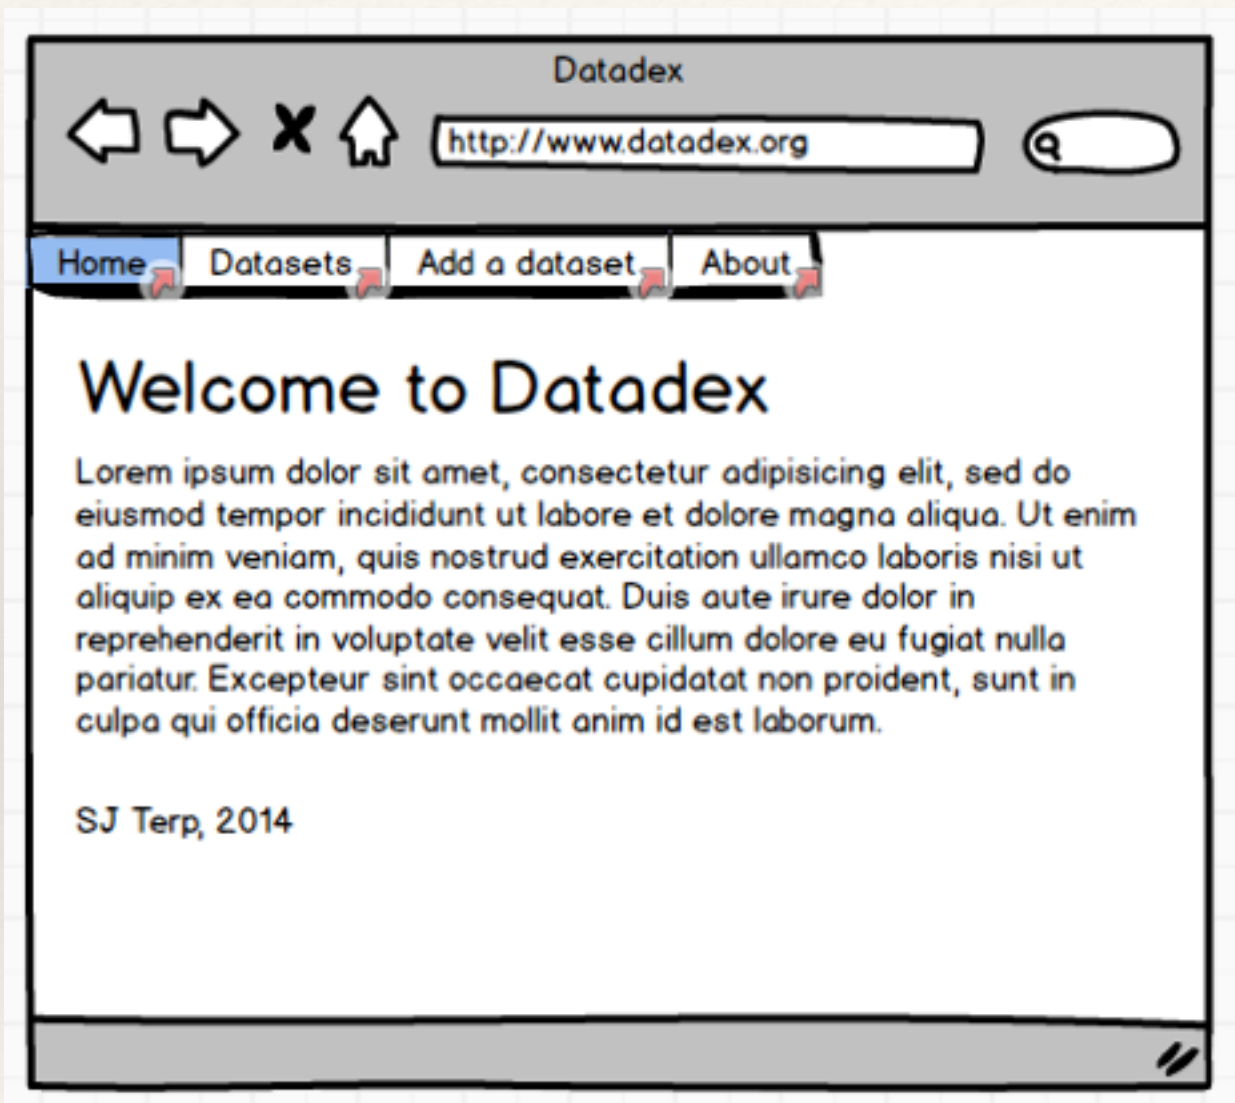 Datadex
http://www.datadex.org
Home Datasets Add a dataset About
Welcome to Datadex
Lorem ipsum dolor sit amet, consectetur adipisicing elit, sed do
eiusmod tempor incididunt ut labore et dolore magna aliqua. Ut enim
ad minim veniam, quis nostrud exercitation ullamco laboris nisi ut
aliquip ex ea commodo consequat. Duis aute irure dolor in
reprehenderit in voluptate velit esse cillum dolore eu fugiat nulla
pariatur. Excepteur sint occaecat cupidatat non proident, sunt in
culpa qui officia deserunt mollit anim id est laborum.
SJ Terp, 2014